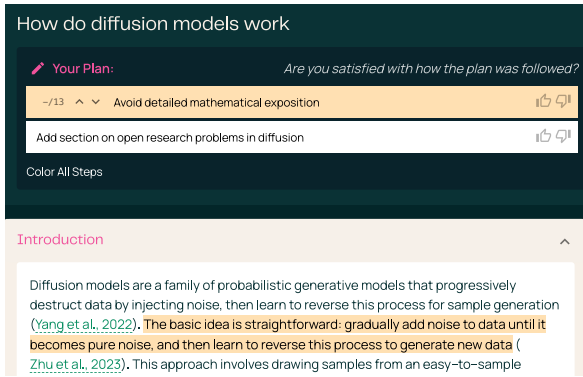 How do diffusion models work
Your Plan:
Are you satisfied with how the plan was followed?
–/13 Avoid detailed mathematical exposition
Add section on open research problems in diffusion
Color All Steps
Introduction
Diffusion models are a family of probabilistic generative models that progressively
destruct data by injecting noise, then learn to reverse this process for sample generation
(Yang et al., 2022). The basic idea is straightforward: gradually add noise to data until it
becomes pure noise, and then learn to reverse this process to generate new data (
Zhu et al., 2023). This approach involves drawing samples from an easy-to-sample